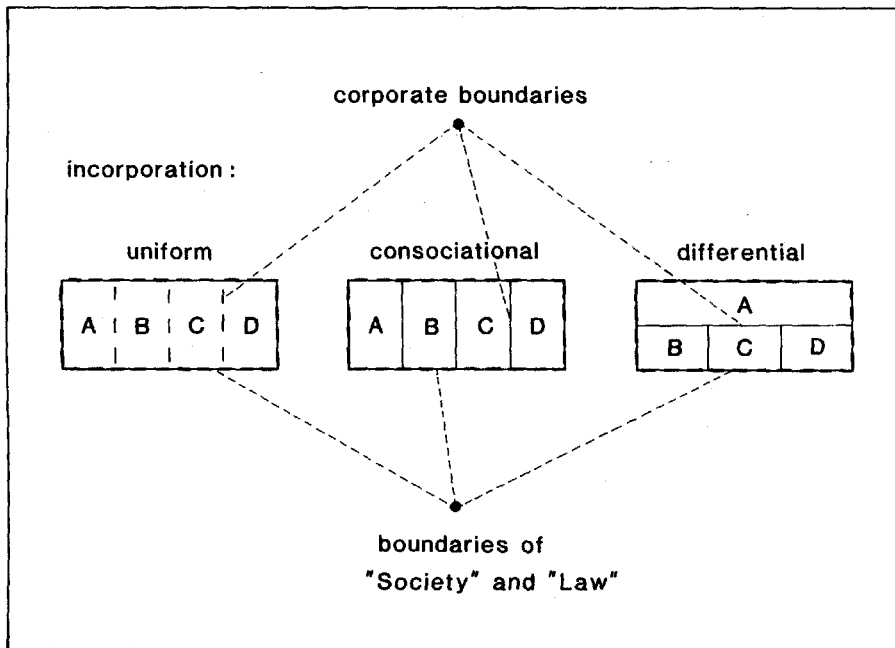 corporate boundaries
incorporation :
uniform consociational differential
A B C D A B C D A
B C D
boundaries of
"Society" and "Law"